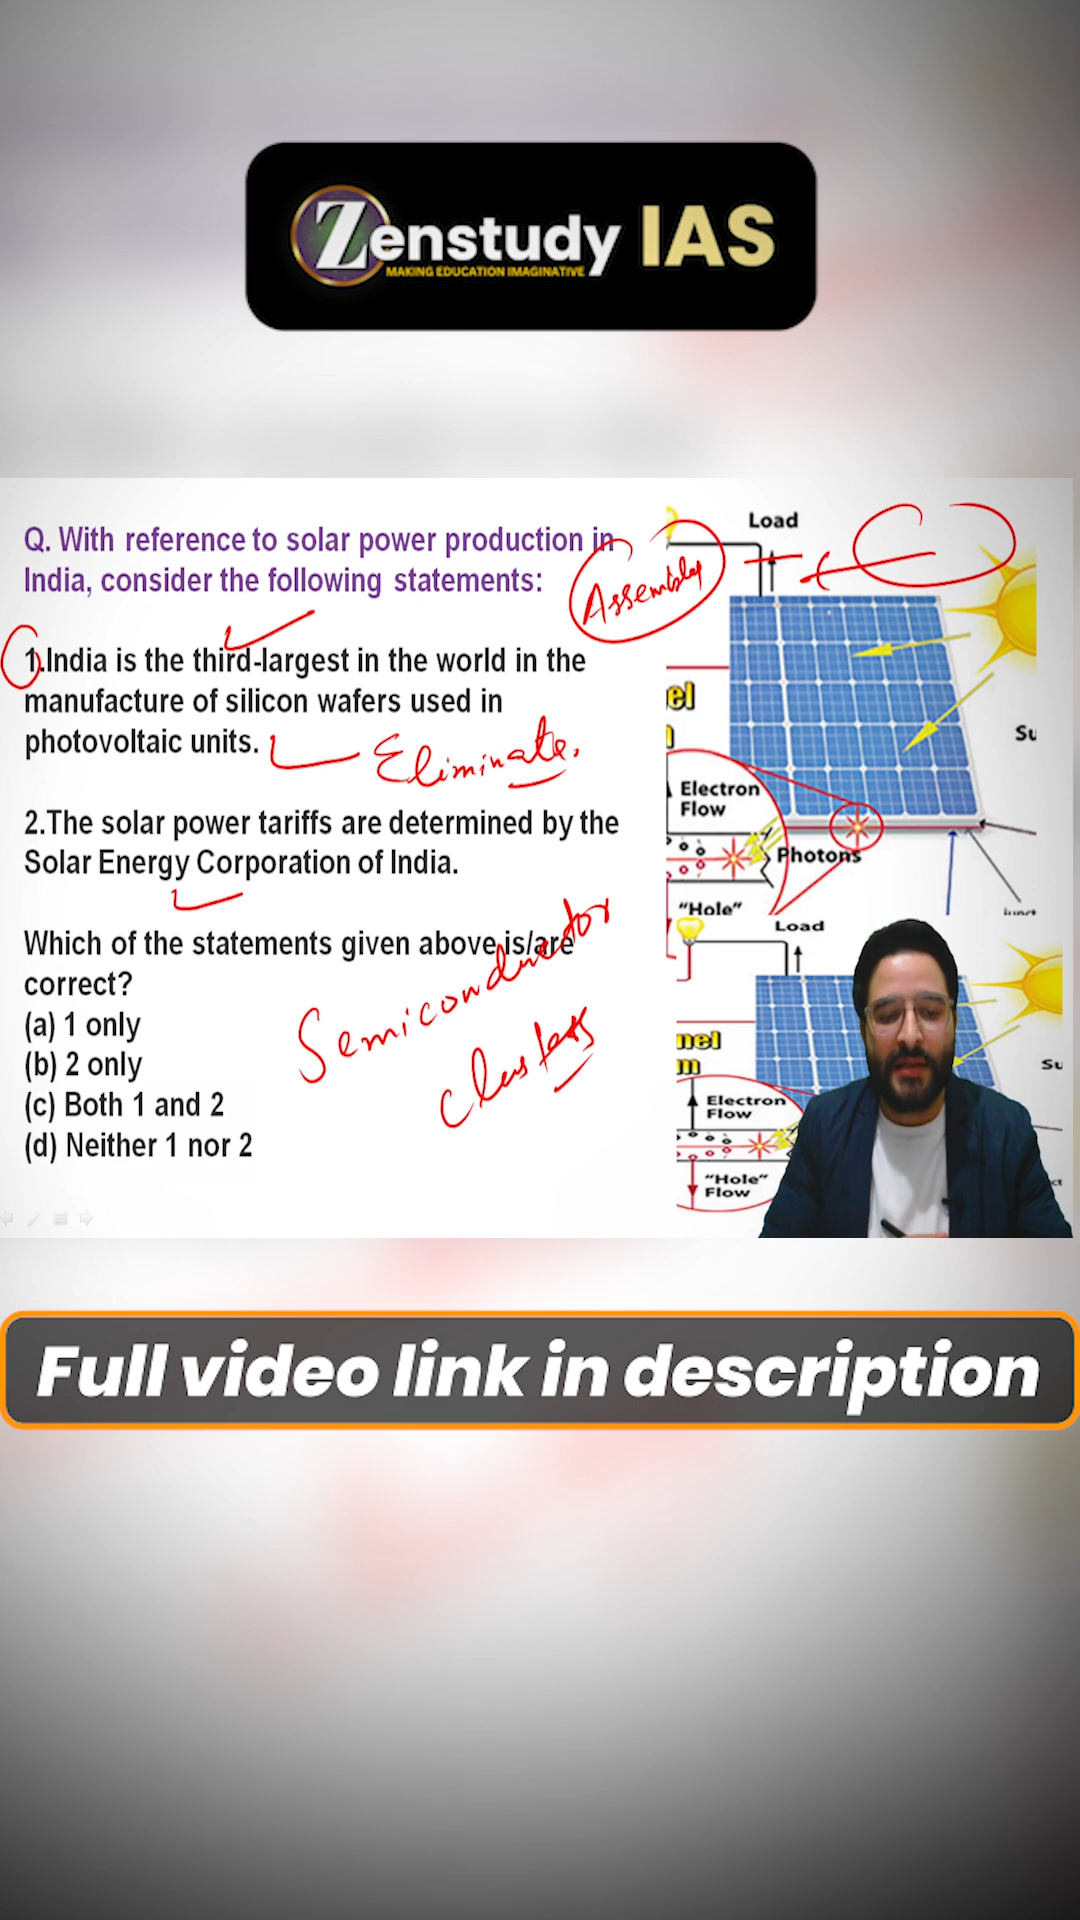 Zenstudy IAS
MAKING EDUCATION IMAGINATIVE
Q. With reference to solar power production in
India, consider the following statements:
Assembly
1.India is the third-largest in the world in the
manufacture of silicon wafers used in
photovoltaic units.
Eliminate.
2.The solar power tariffs are determined by the
Solar Energy Corporation of India.
Which of the statements given above is/are
correct?
(a) 1 only
(b) 2 only
(c) Both 1 and 2
(d) Neither 1 nor 2
Semiconductor
Load
el
Su
Electron
Flow
Photons
"Hole"
Load
nel
m
Su
Electron
Flow
"Hole"
Flow
Full video link in description